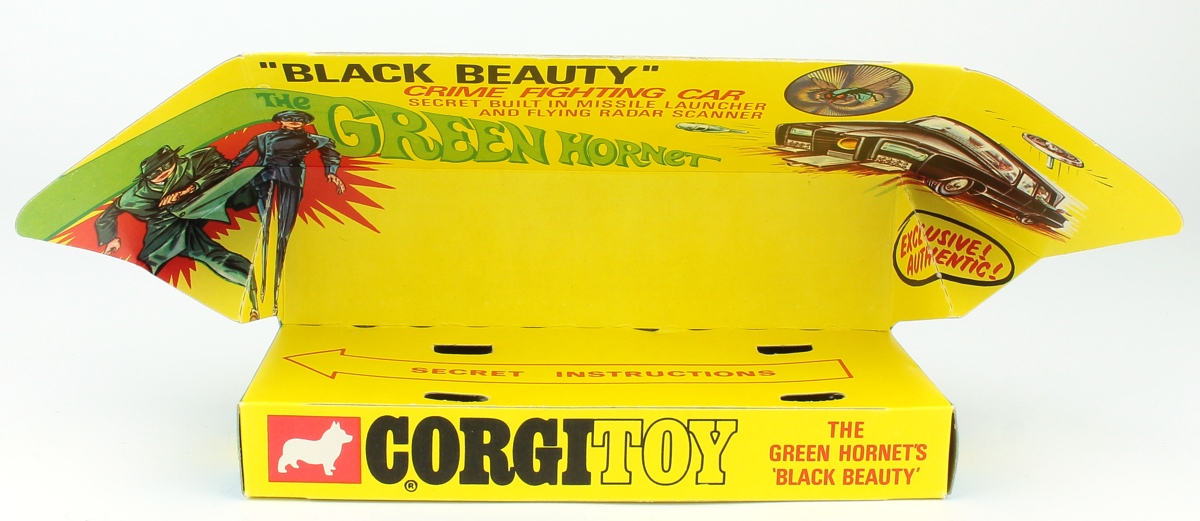 "BLACK BEAUTY"
CRIME FIGHTING CAR
SECRET BUILT IN MISSILE LAUNCHER
AND FLYING RADAR SCANNER
THE
GREEN HORNET
EXCLUSIVE!
AUTHENTIC!
SECRET INSTRUCTIONS
CORGI TOY
®
THE
GREEN HORNET'S
'BLACK BEAUTY'